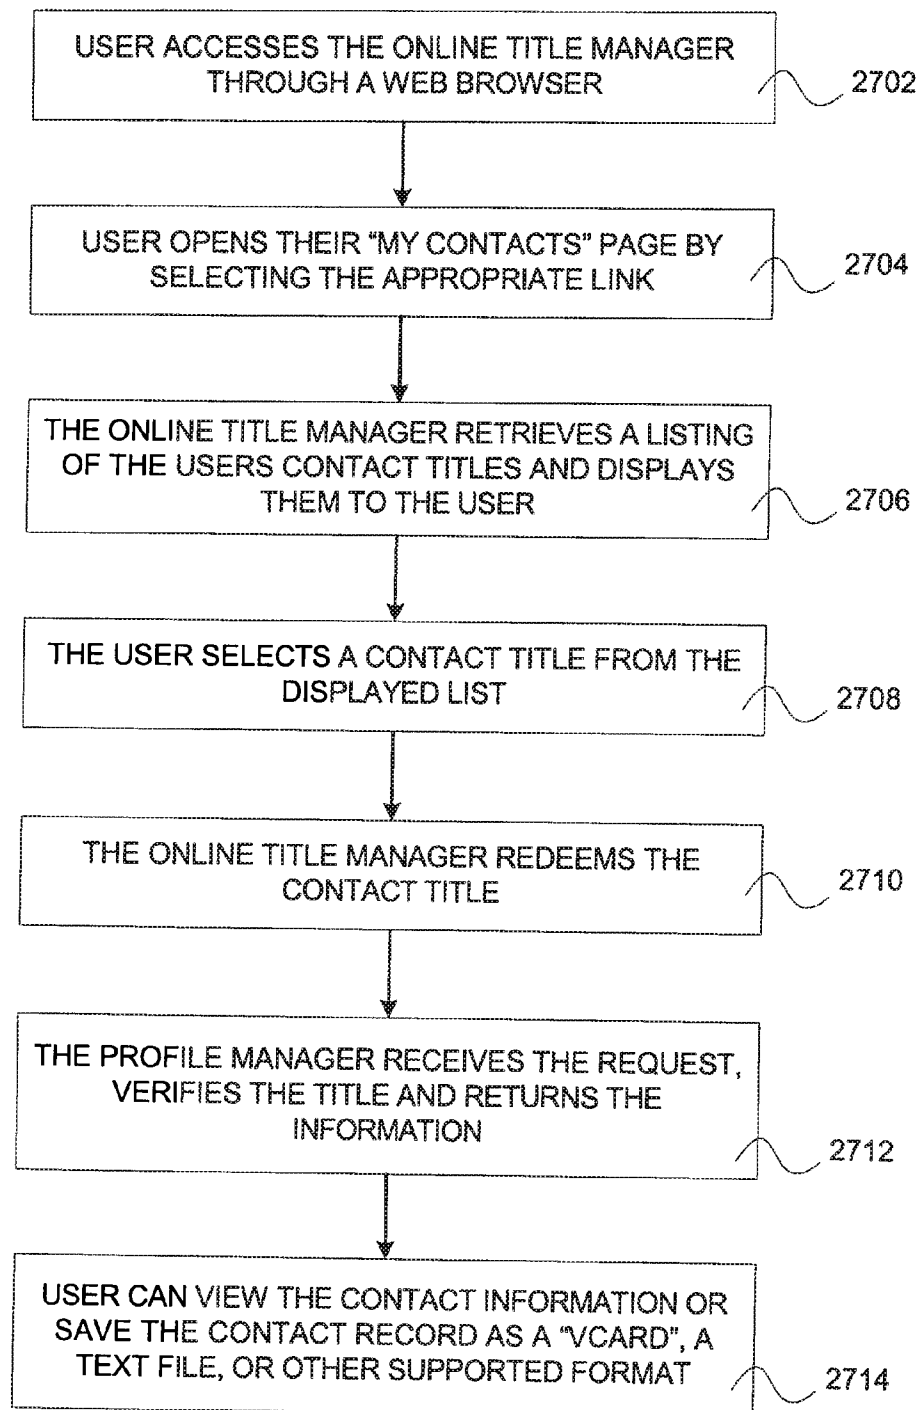 USER ACCESSES THE ONLINE TITLE MANAGER
THROUGH A WEB BROWSER
2702
USER OPENS THEIR “MY CONTACTS” PAGE BY
SELECTING THE APPROPRIATE LINK
2704
THE ONLINE TITLE MANAGER RETRIEVES A LISTING
OF THE USERS CONTACT TITLES AND DISPLAYS
THEM TO THE USER
2706
THE USER SELECTS A CONTACT TITLE FROM THE
DISPLAYED LIST
2708
THE ONLINE TITLE MANAGER REDEEMS THE
CONTACT TITLE
2710
THE PROFILE MANAGER RECEIVES THE REQUEST,
VERIFIES THE TITLE AND RETURNS THE
INFORMATION
2712
USER CAN VIEW THE CONTACT INFORMATION OR
SAVE THE CONTACT RECORD AS A “VCARD”, A
TEXT FILE, OR OTHER SUPPORTED FORMAT
2714